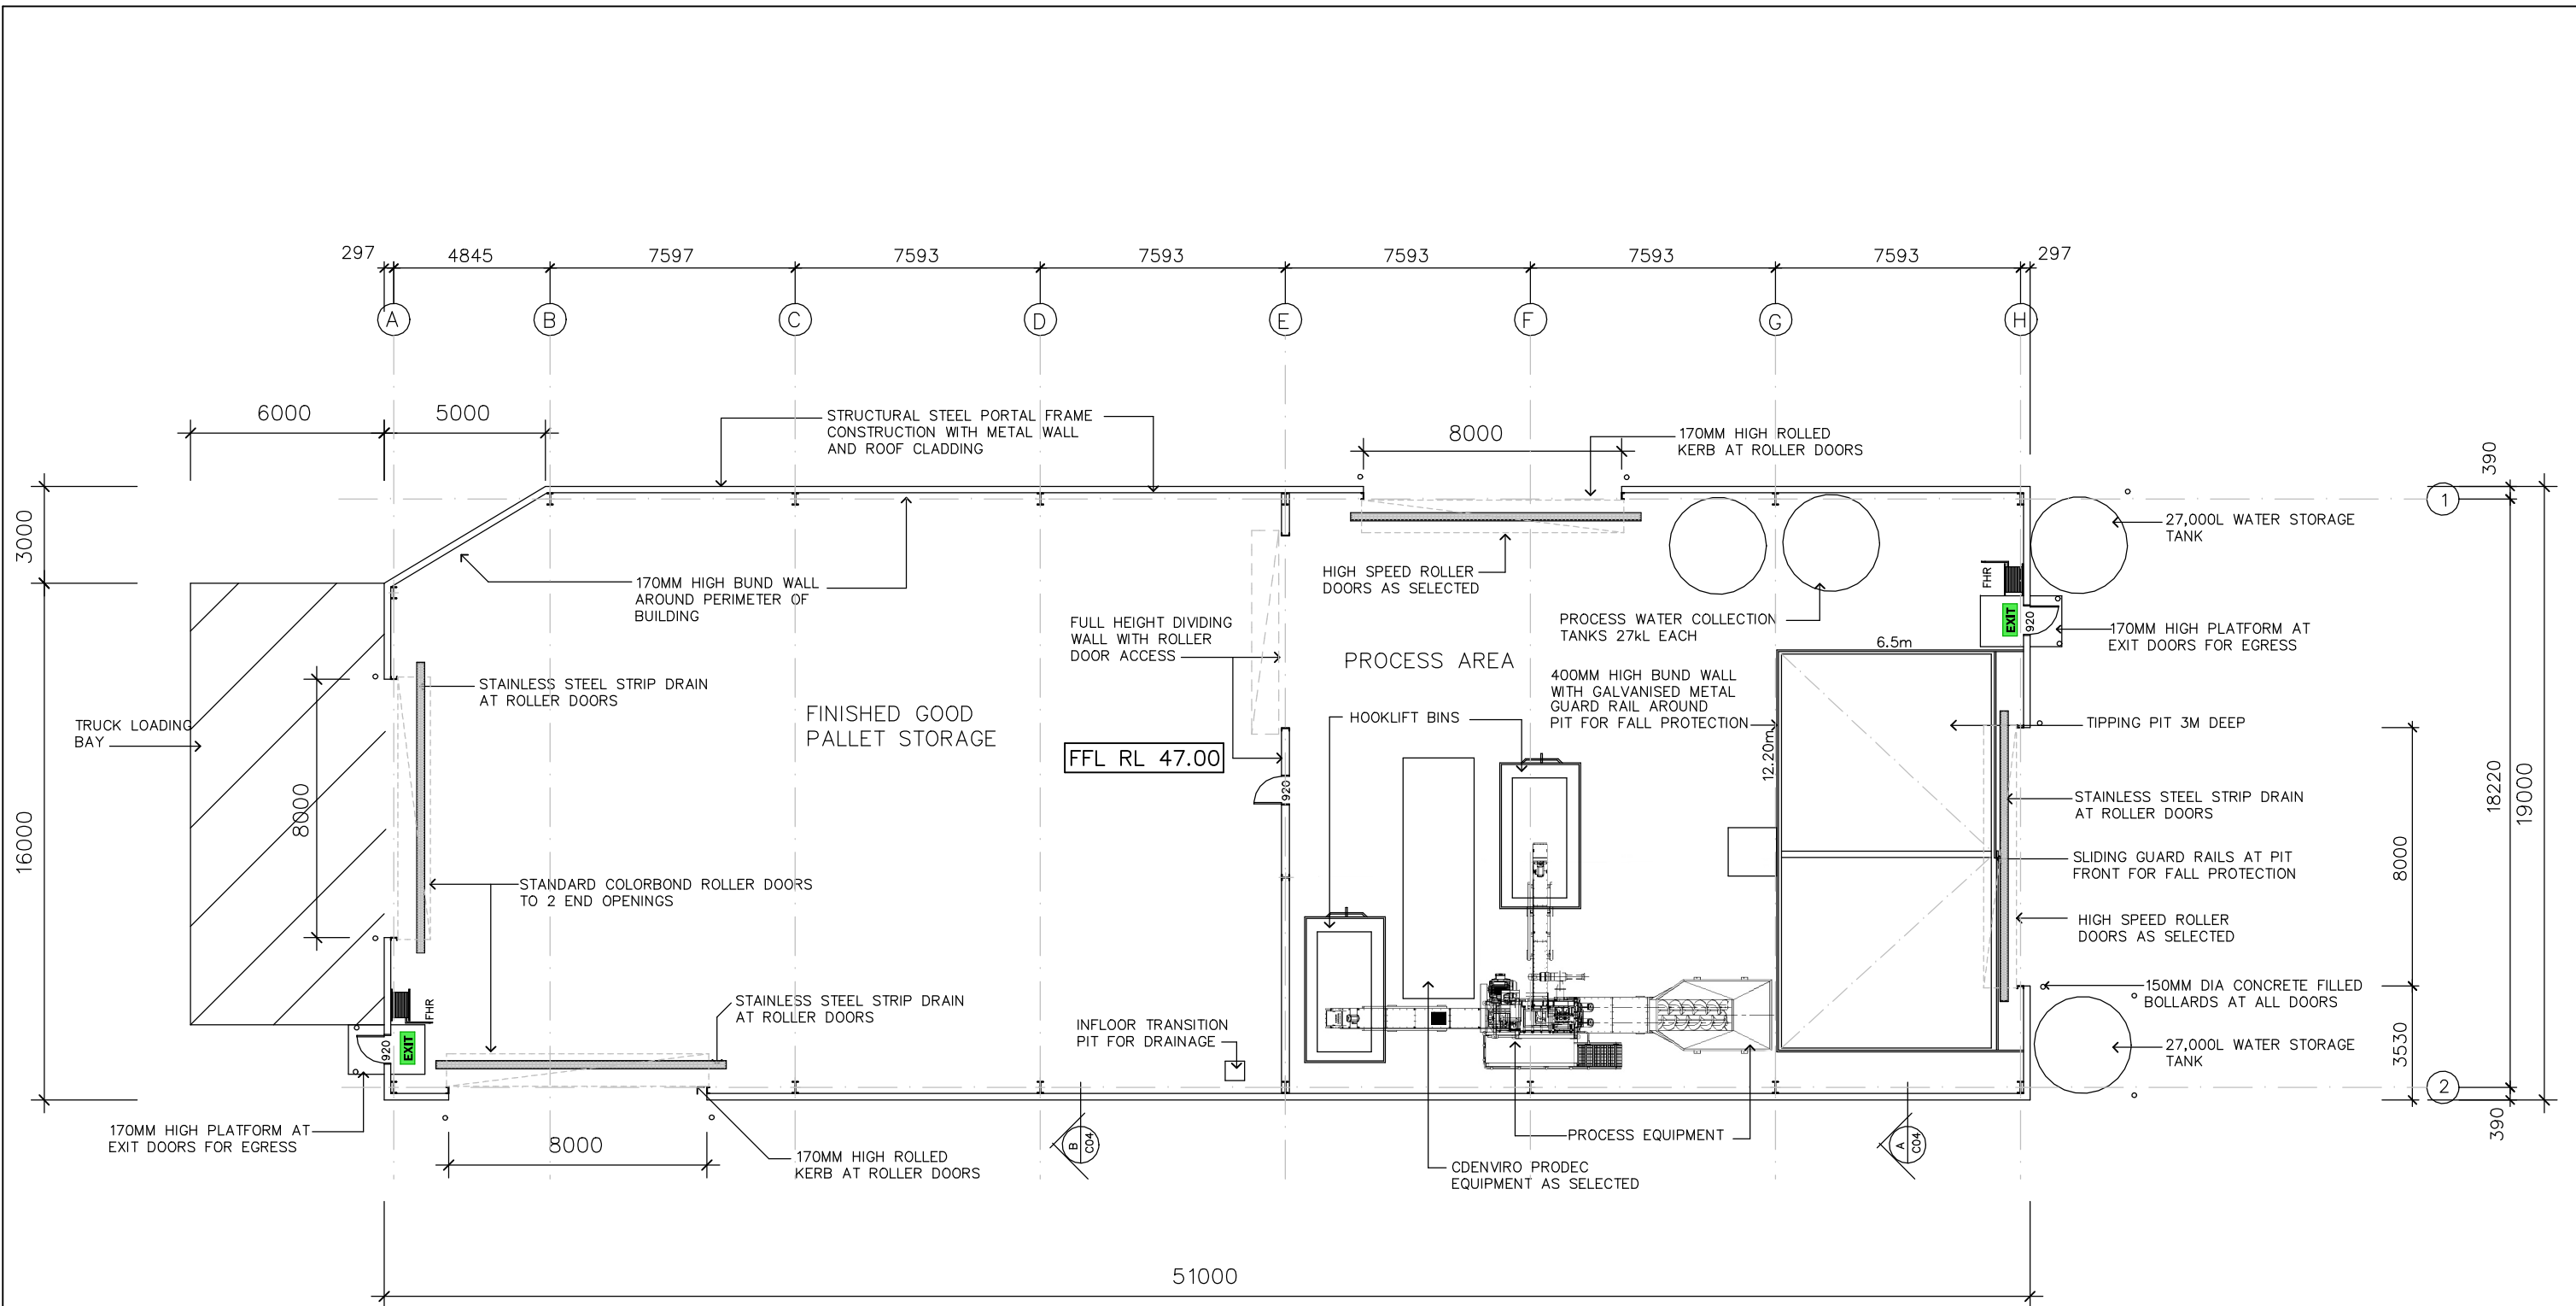 297
4845
7597
7593
7593
7593
7593
7593
297
A
B
C
D
E
F
G
H
6000
5000
8000
STRUCTURAL STEEL PORTAL FRAME
CONSTRUCTION WITH METAL WALL
AND ROOF CLADDING
170MM HIGH ROLLED
KERB AT ROLLER DOORS
390
1
3000
27,000L WATER STORAGE
TANK
170MM HIGH BUND WALL
AROUND PERIMETER OF
BUILDING
HIGH SPEED ROLLER
DOORS AS SELECTED
FHR
EXIT
920
FULL HEIGHT DIVIDING
WALL WITH ROLLER
DOOR ACCESS
PROCESS WATER COLLECTION
TANKS 27kL EACH
170MM HIGH PLATFORM AT
EXIT DOORS FOR EGRESS
6.5m
PROCESS AREA
STAINLESS STEEL STRIP DRAIN
AT ROLLER DOORS
400MM HIGH BUND WALL
WITH GALVANISED METAL
GUARD RAIL AROUND
PIT FOR FALL PROTECTION
TRUCK LOADING
BAY
FINISHED GOOD
PALLET STORAGE
HOOKLIFT BINS
TIPPING PIT 3M DEEP
FFL RL 47.00
12.20m
920
8000
16000
STAINLESS STEEL STRIP DRAIN
AT ROLLER DOORS
18220
19000
8000
STANDARD COLORBOND ROLLER DOORS
TO 2 END OPENINGS
SLIDING GUARD RAILS AT PIT
FRONT FOR FALL PROTECTION
HIGH SPEED ROLLER
DOORS AS SELECTED
150MM DIA CONCRETE FILLED
BOLLARDS AT ALL DOORS
FHR
STAINLESS STEEL STRIP DRAIN
AT ROLLER DOORS
INFLOOR TRANSITION
PIT FOR DRAINAGE
920
EXIT
27,000L WATER STORAGE
TANK
3530
2
390
170MM HIGH PLATFORM AT
EXIT DOORS FOR EGRESS
8000
170MM HIGH ROLLED
KERB AT ROLLER DOORS
B
C04
PROCESS EQUIPMENT
A
C04
CDENVIRO PRODEC
EQUIPMENT AS SELECTED
51000